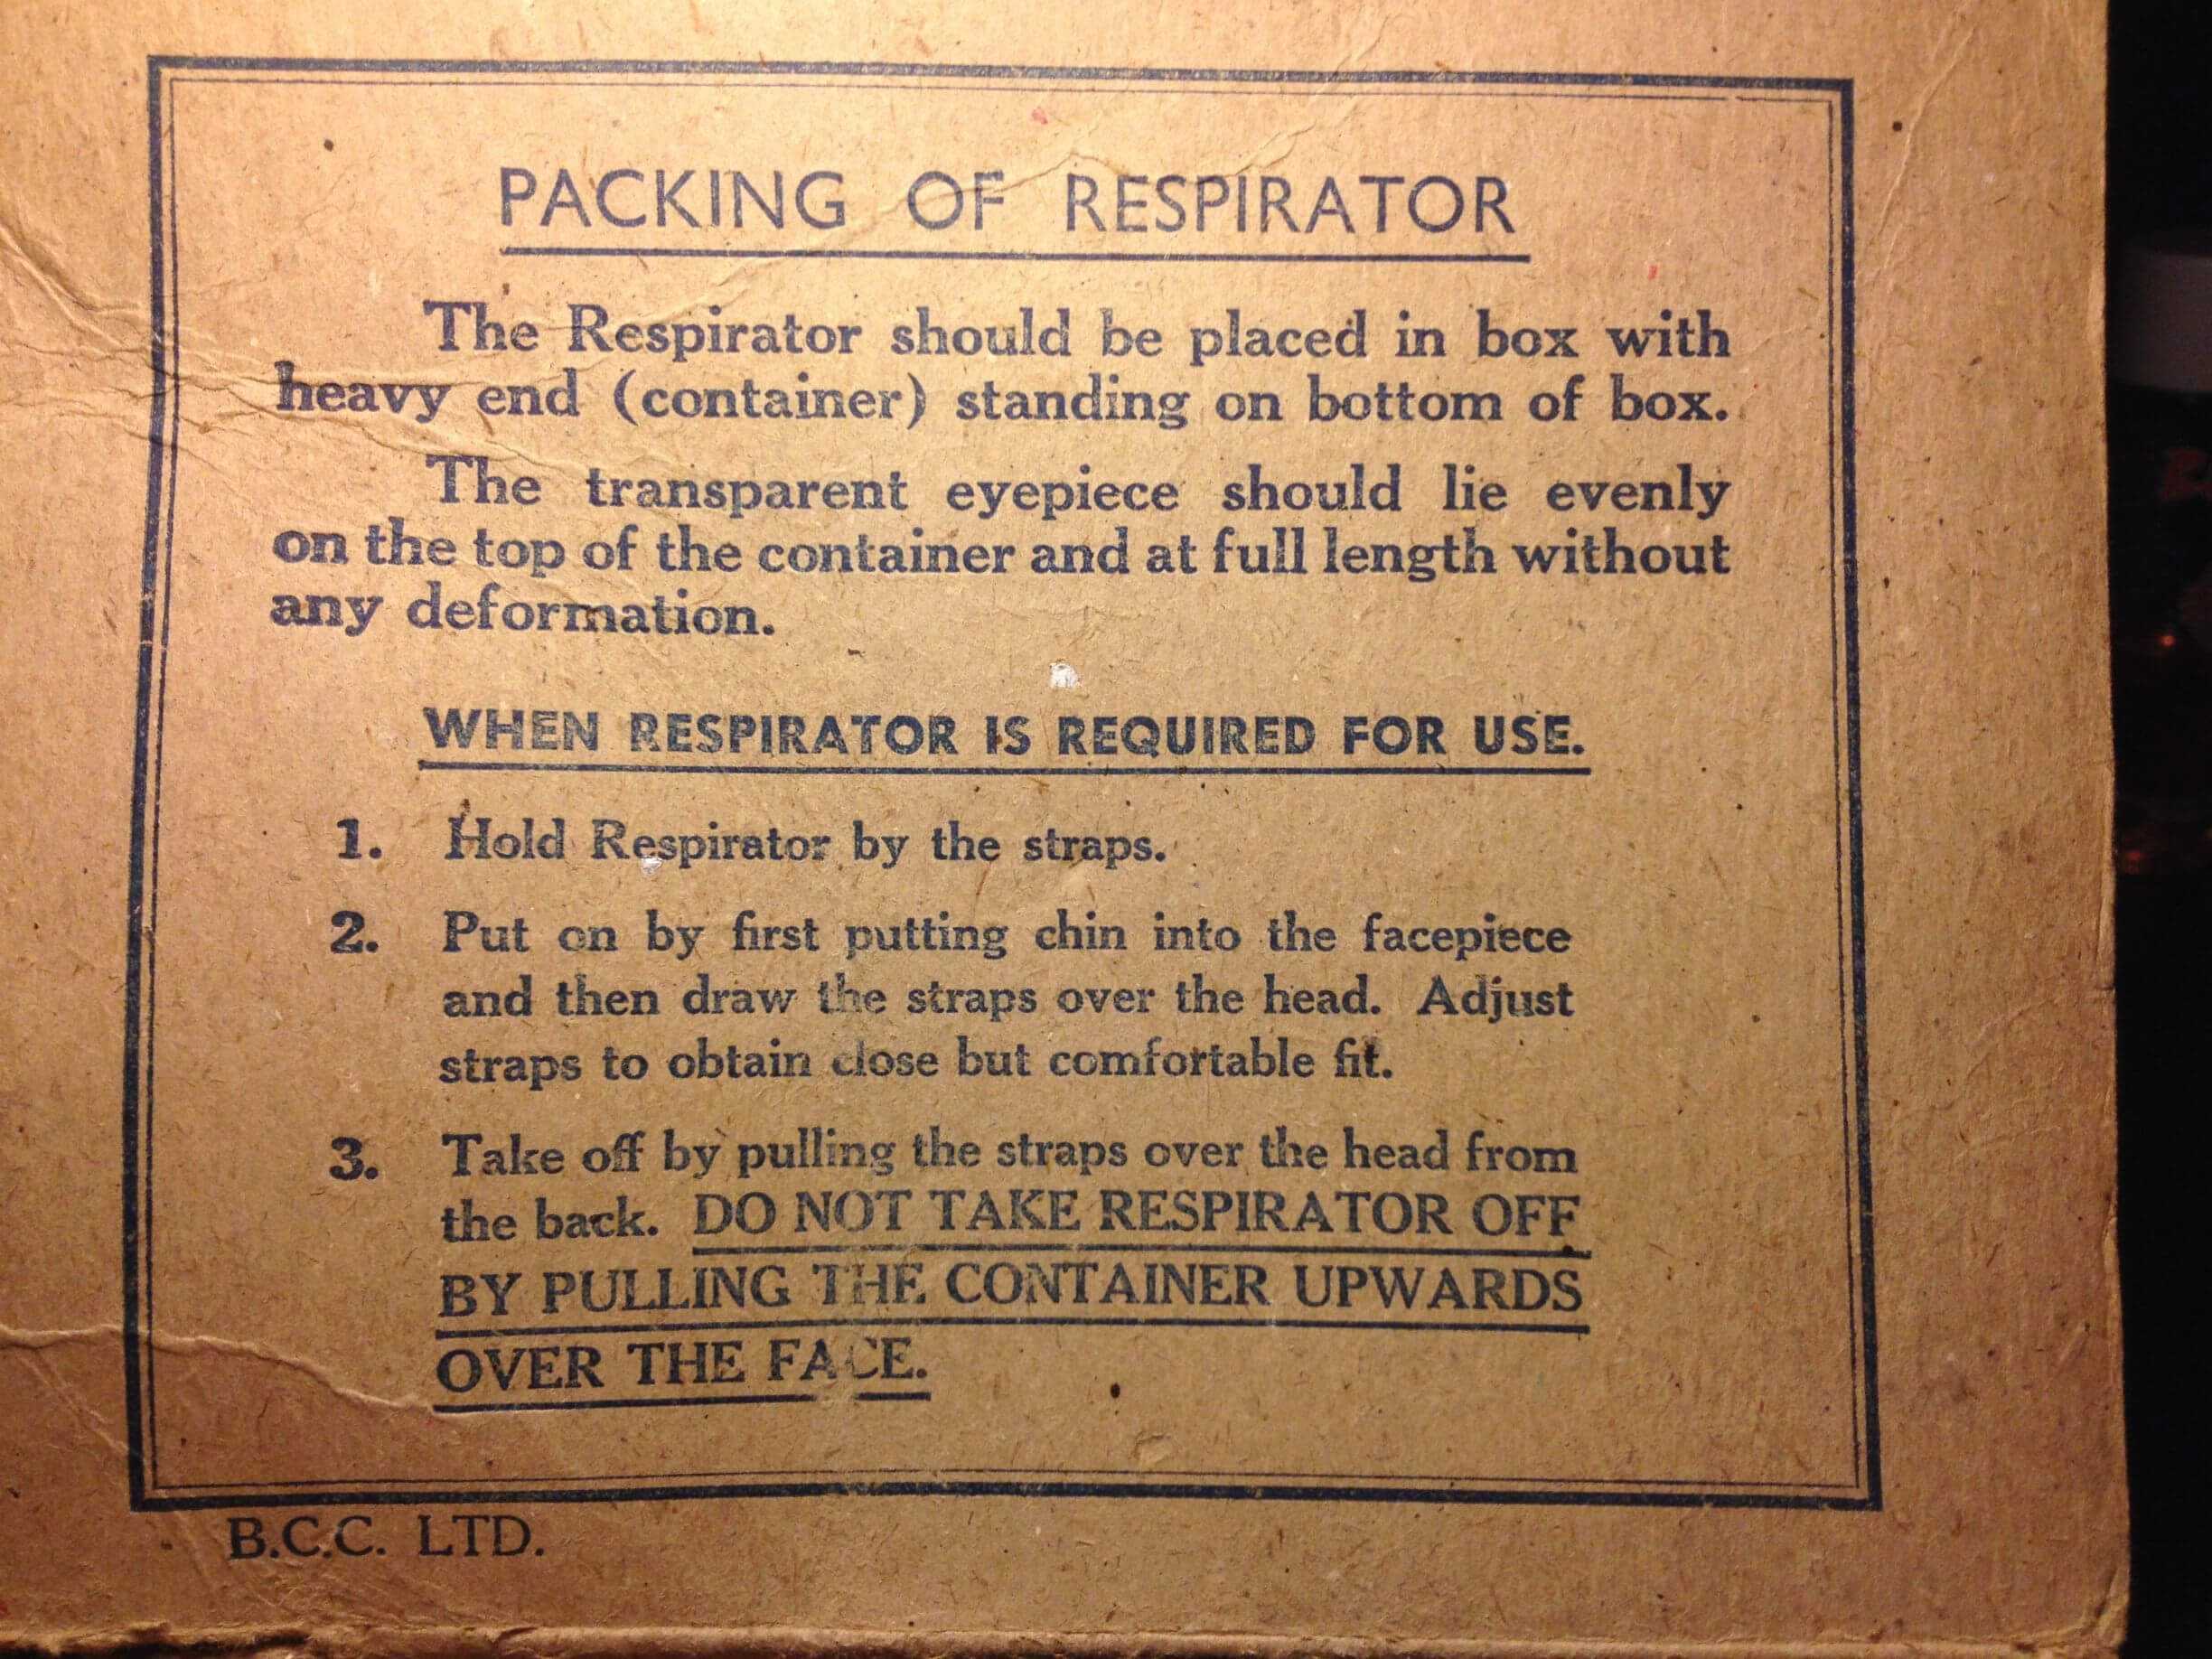 PACKING OF RESPIRATOR
The Respirator should be placed in box with
heavy end (container) standing on bottom of box.
The transparent eyepiece should lie evenly
on the top of the container and at full length without
any deformation.
WHEN RESPIRATOR IS REQUIRED FOR USE.
1. Hold Respirator by the straps.
2. Put on by first putting chin into the facepiece
and then draw the straps over the head. Adjust
straps to obtain close but comfortable fit.
3. Take off by pulling the straps over the head from
the back. DO NOT TAKE RESPIRATOR OFF
BY PULLING THE CONTAINER UPWARDS
OVER THE FACE.
B.C.C. LTD.